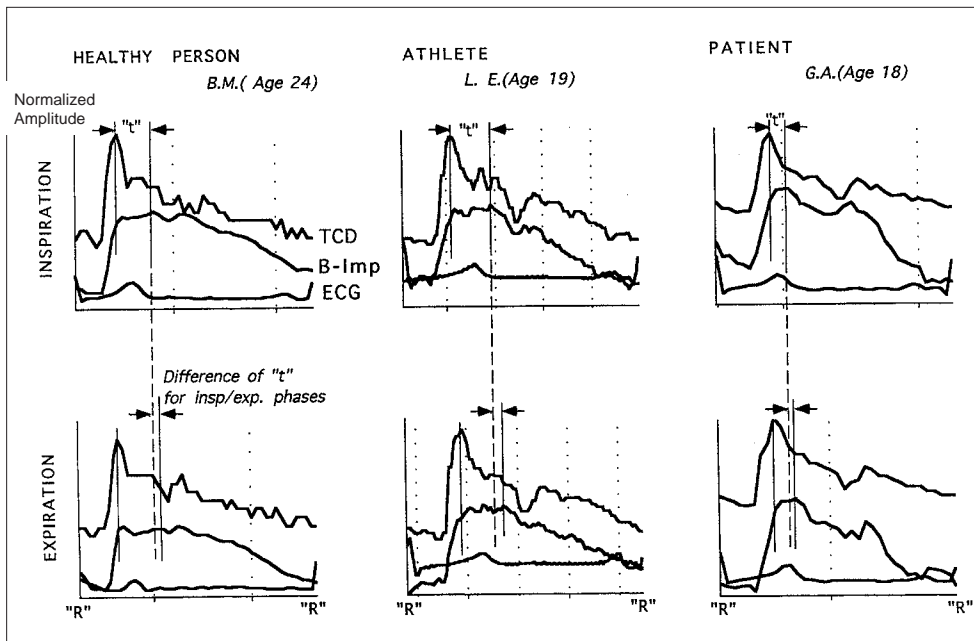 HEALTHY PERSON
B.M.( Age 24)
ATHLETE
L. E.(Age 19)
PATIENT
G.A.(Age 18)
Normalized
Amplitude
"t"
"t"
"t"
INSPIRATION
TCD
B-Imp
ECG
Difference of "t"
for insp/exp. phases
EXPIRATION
"R"
"R"
"R"
"R"
"R"
"R"